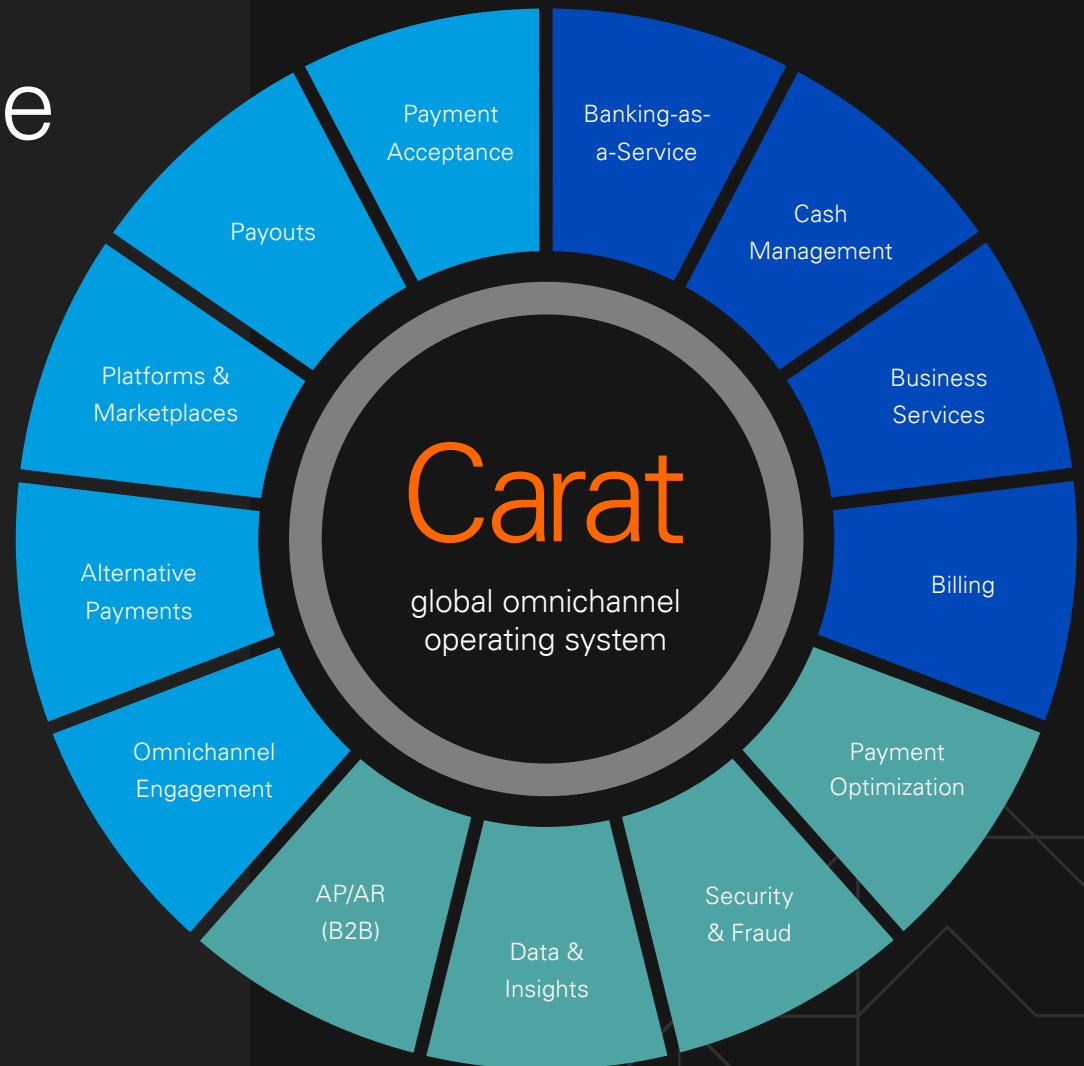 e
Payment
Acceptance
Banking-as-
a-Service
Cash
Management
Business
Services
Billing
Payment
Optimization
Security
& Fraud
Data &
Insights
AP/AR
(B2B)
Omnichannel
Engagement
Alternative
Payments
Platforms &
Marketplaces
Payouts
Carat
global omnichannel
operating system